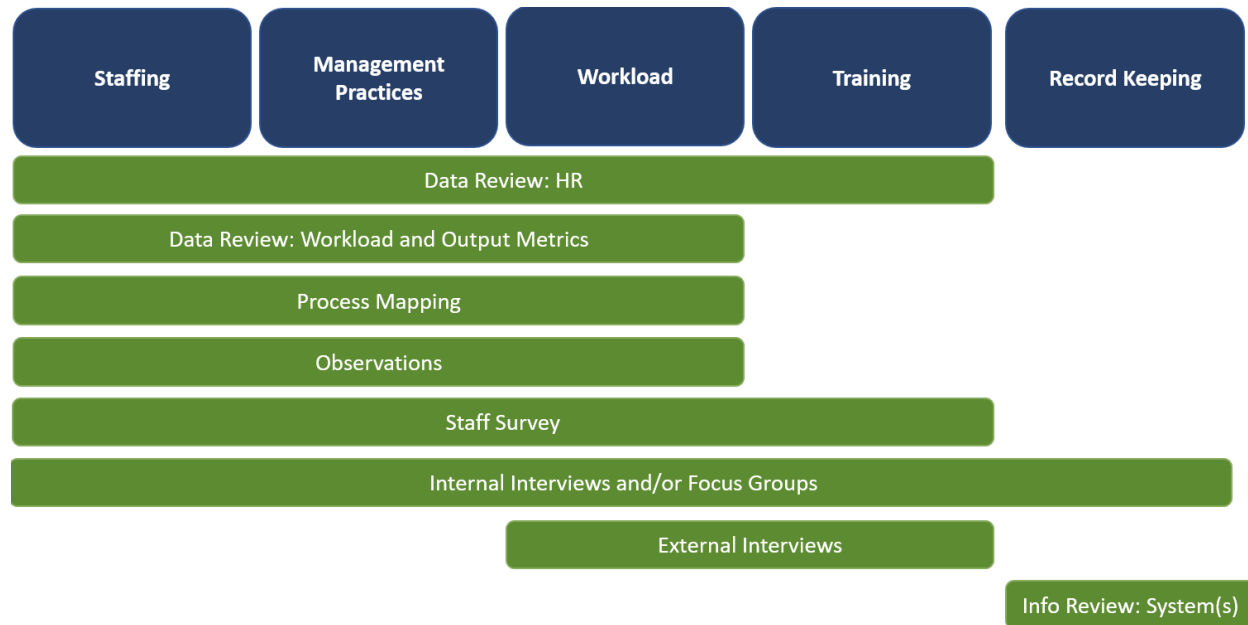 Staffing
Management
Practices
Workload
Training
Record Keeping
Data Review: HR
Data Review: Workload and Output Metrics
Process Mapping
Observations
Staff Survey
Internal Interviews and/or Focus Groups
External Interviews
Info Review: System(s)